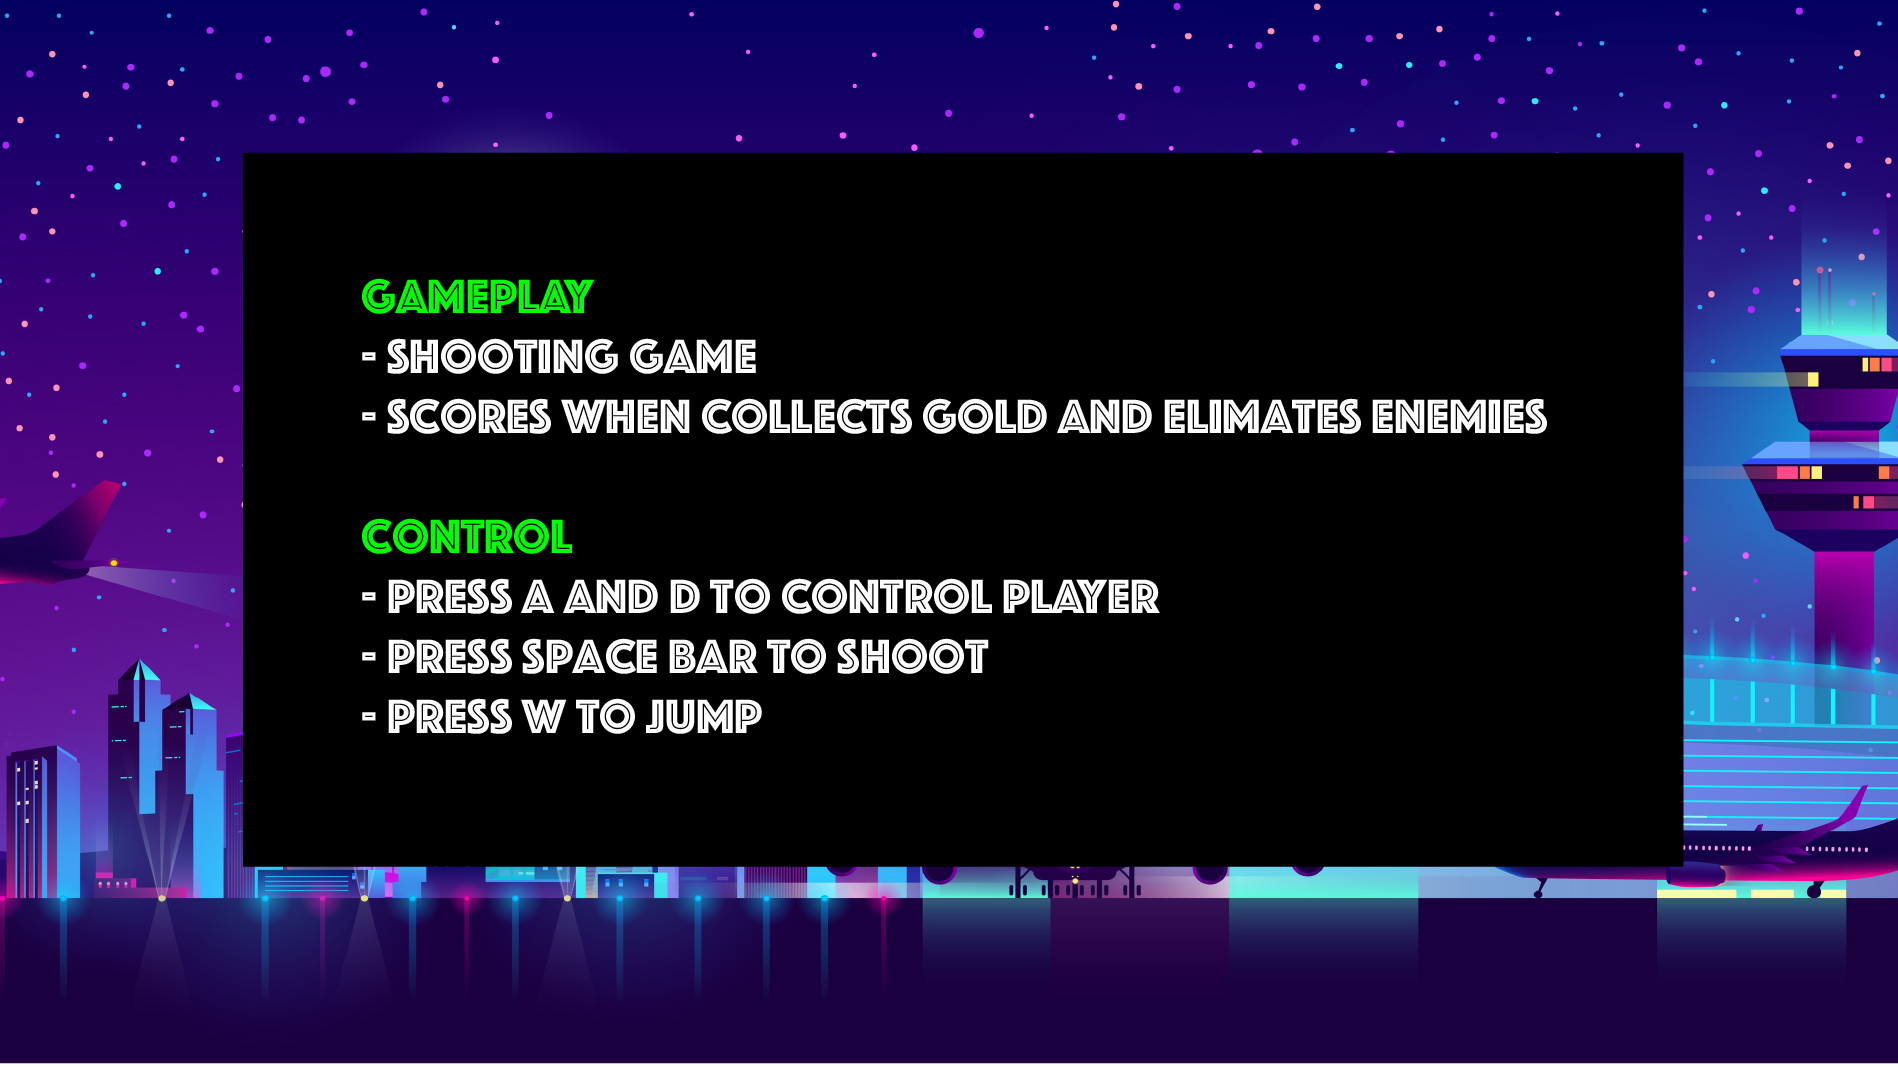 GAMEPLAY
- SHOOTING GAME
- SCORES WHEN COLLECTS GOLD AND ELIMATES ENEMIES
CONTROL
- PRESS A AND D TO CONTROL PLAYER
- PRESS SPACE BAR TO SHOOT
- PRESS W TO JUMP